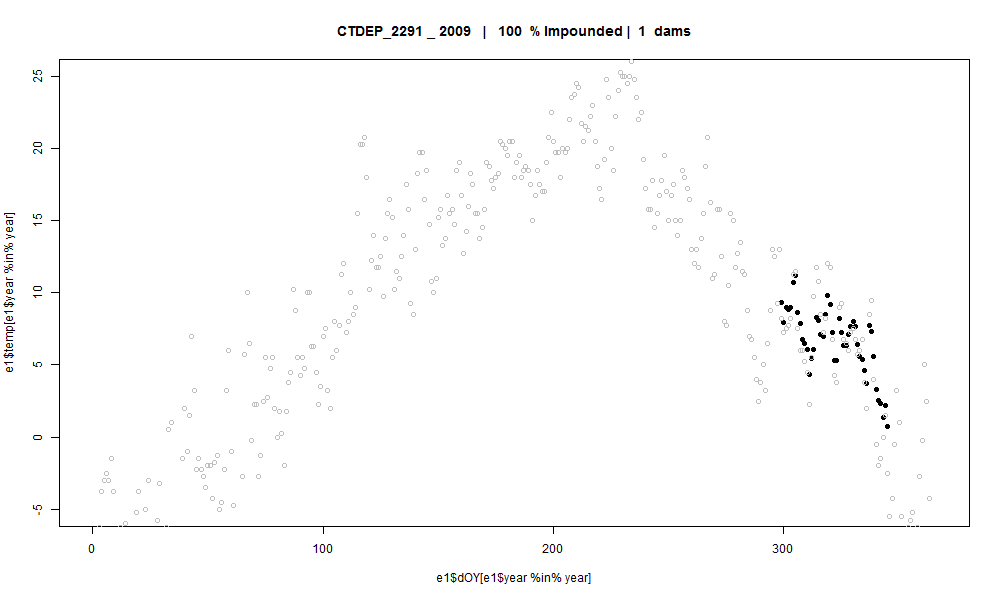 CTDEP_2291 _ 2009 | 100 % Impounded | 1 dams
e1$temp[e1$year %in% year]
25
20
15
10
5
0
-5
0 100 200 300
e1$dOY[e1$year %in% year]